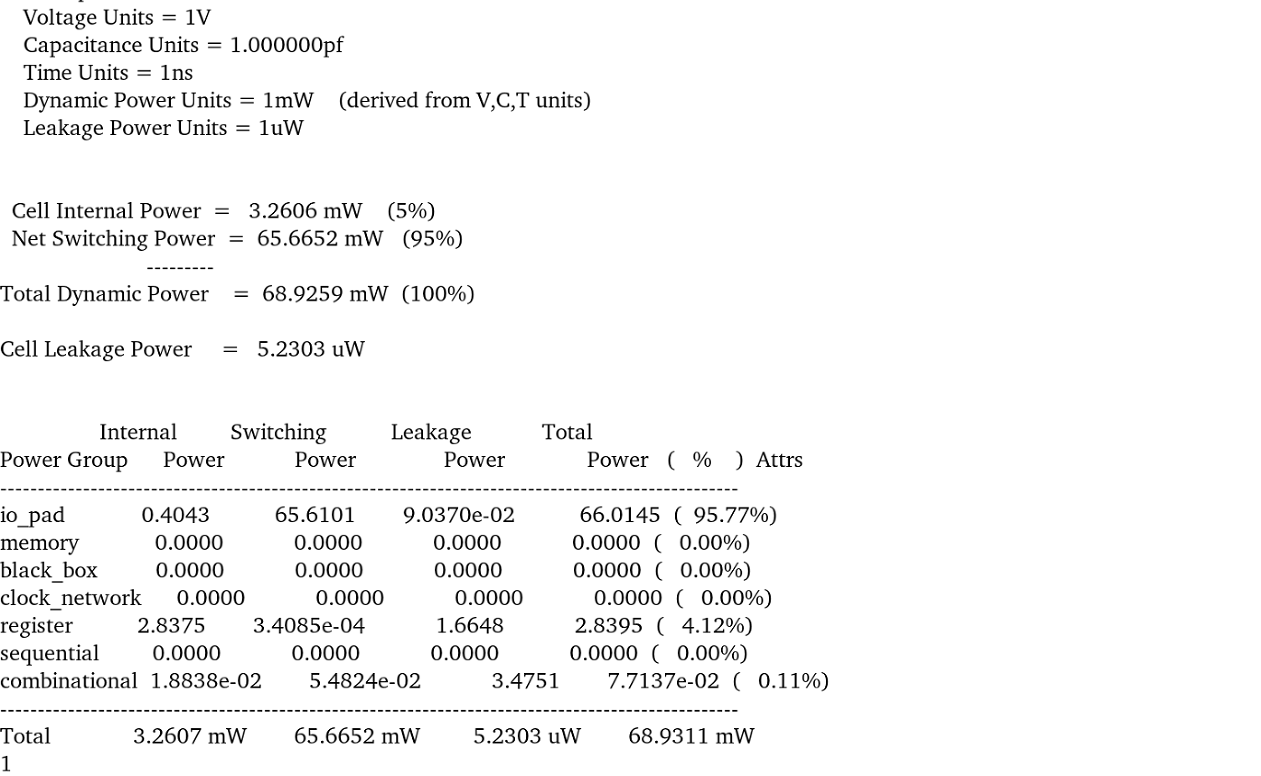 Voltage Units = 1V
Capacitance Units = 1.000000pf
Time Units = 1ns
Dynamic Power Units = 1mW (derived from V,C,T units)
Leakage Power Units = 1uW
Cell Internal Power = 3.2606 mW (5%)
Net Switching Power = 65.6652 mW (95%)
---------
Total Dynamic Power = 68.9259 mW (100%)
Cell Leakage Power = 5.2303 uW
Internal Switching Leakage Total
Power Group Power Power Power Power ( % ) Attrs
--------------------------------------------------------------------------------------------------
io_pad 0.4043 65.6101 9.0370e-02 66.0145 ( 95.77%)
memory 0.0000 0.0000 0.0000 0.0000 ( 0.00%)
black_box 0.0000 0.0000 0.0000 0.0000 ( 0.00%)
clock_network 0.0000 0.0000 0.0000 0.0000 ( 0.00%)
register 2.8375 3.4085e-04 1.6648 2.8395 ( 4.12%)
sequential 0.0000 0.0000 0.0000 0.0000 ( 0.00%)
combinational 1.8838e-02 5.4824e-02 3.4751 7.7137e-02 ( 0.11%)
--------------------------------------------------------------------------------------------------
Total 3.2607 mW 65.6652 mW 5.2303 uW 68.9311 mW
1